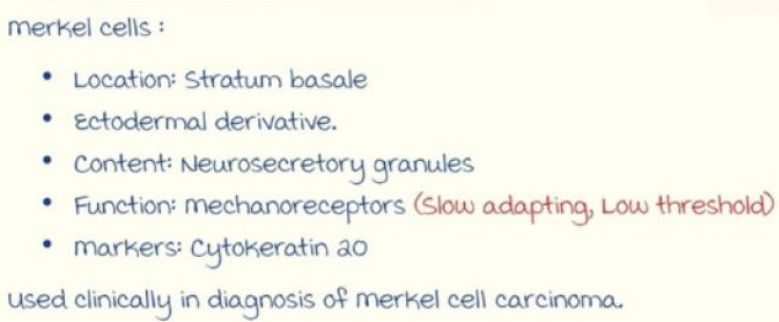 merkel cells :
• Location: Stratum basale
• Ectodermal derivative.
• Content: Neurosecretory granules
• Function: mechanoreceptors (Slow adapting, Low threshold)
• markers: Cytokeratin 20
used clinically in diagnosis of merkel cell carcinoma.